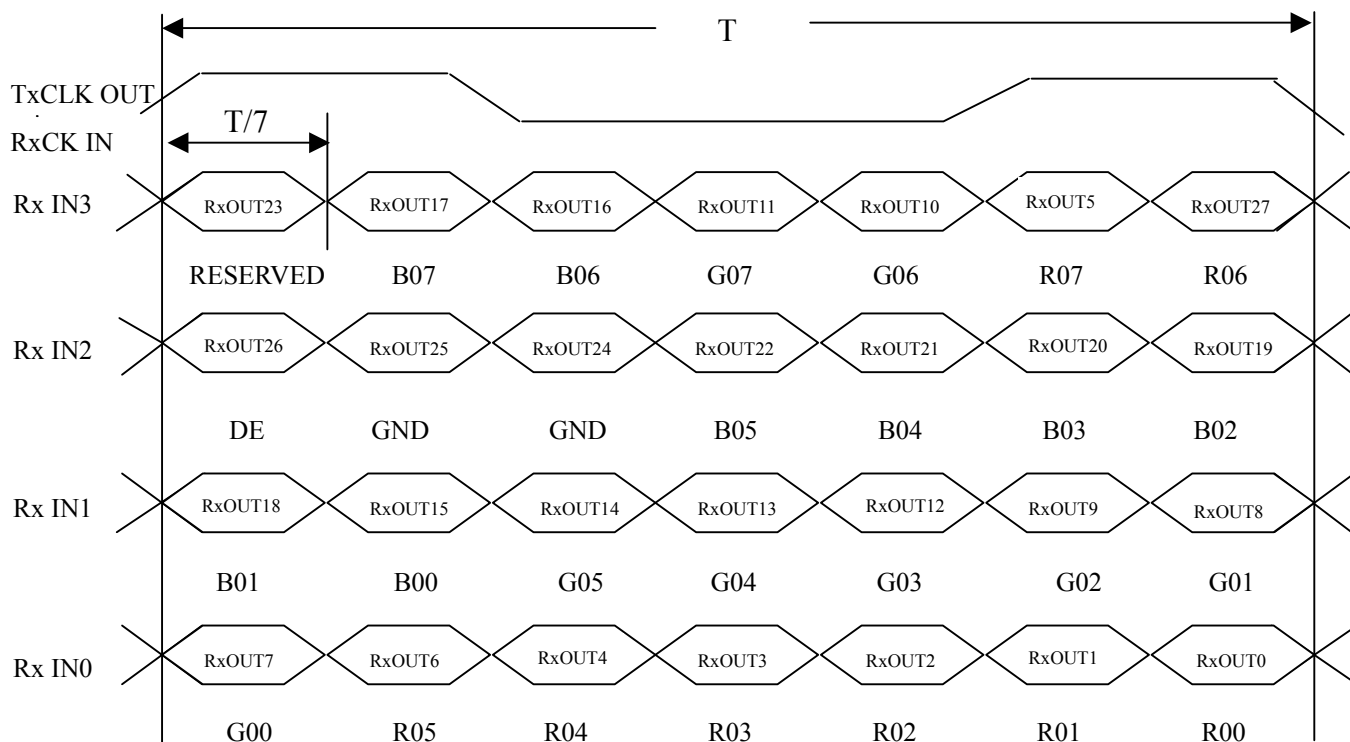 T
TxCLK OUT
T/7
RxCK IN
Rx IN3 RxOUT23 RxOUT17 RxOUT16 RxOUT11 RxOUT10 RxOUT5 RxOUT27
RESERVED B07 B06 G07 G06 R07 R06
Rx IN2 RxOUT26 RxOUT25 RxOUT24 RxOUT22 RxOUT21 RxOUT20 RxOUT19
DE GND GND B05 B04 B03 B02
Rx IN1 RxOUT18 RxOUT15 RxOUT14 RxOUT13 RxOUT12 RxOUT9 RxOUT8
B01 B00 G05 G04 G03 G02 G01
Rx IN0 RxOUT7 RxOUT6 RxOUT4 RxOUT3 RxOUT2 RxOUT1 RxOUT0
G00 R05 R04 R03 R02 R01 R00